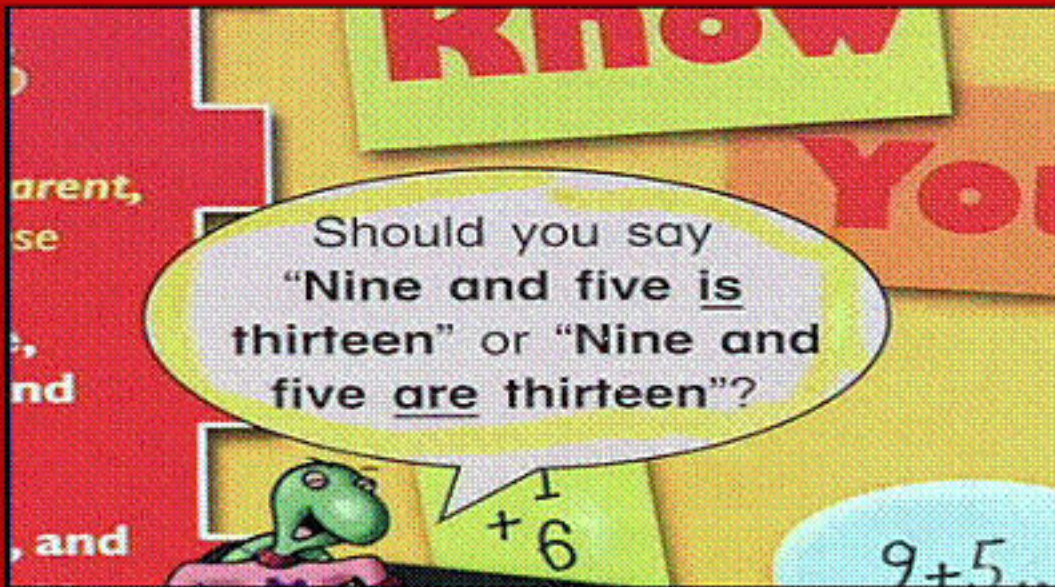 Know
You
arent,
se
Should you say
“Nine and five is
thirteen” or “Nine and
five are thirteen”?
nd
, and
1
+ 6
9+5...